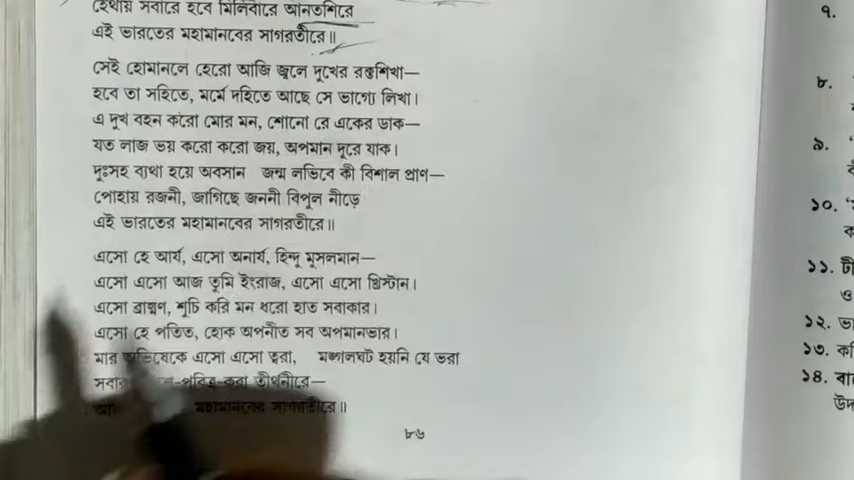 হেথায় সবারে হবে মিলিবারে আনতশিরে
এই ভারতের মহামানবের সাগরতীরে॥
সেই হোমানলে হেরো আজি জ্বলে দুখের রক্তশিখা—
হবে তা সহিতে, মর্মে দহিতে আছে সে ভাগ্যে লিখা।
এ দুখ বহন করো মোর মন, শোনো রে একের ডাক—
যত লাজ ভয় করো করো জয়, অপমান দূরে যাক।
দুঃসহ ব্যথা হয়ে অবসান জন্ম লভিবে কী বিশাল প্রাণ—
পোহায় রজনী, জাগিছে জননী বিপুল নীড়ে
এই ভারতের মহামানবের সাগরতীরে॥
এসো হে আর্য, এসো অনার্য, হিন্দু মুসলমান—
এসো এসো আজ তুমি ইংরাজ, এসো এসো খ্রিস্টান।
এসো ব্রাহ্মণ, শুচি করি মন ধরো হাত সবাকার।
এসো হে পতিত, হোক অপনীত সব অপমানভার।
মার অভিষেকে এসো এসো ত্বরা, মঙ্গলঘট হয়নি যে ভরা
পবিত্র-করা তীর্থনীরে—
মহামানবের সাগরতীরে॥
৮৬
৭.
৮.
৯.
১০.
১১. টী
ও
১২.
১৩. কবি
১৪.